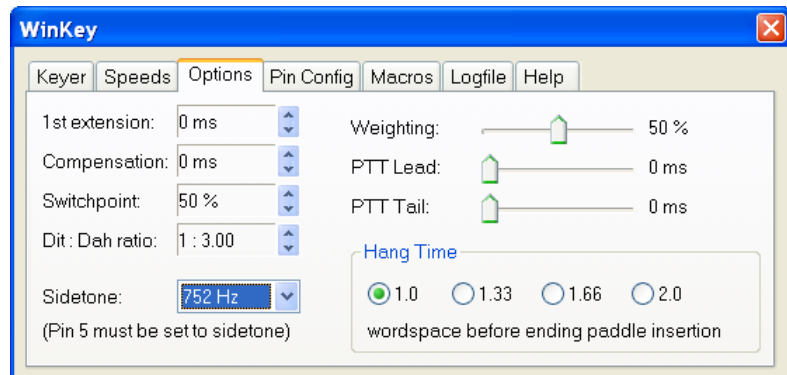 WinKey
Keyer Speeds Options Pin Config Macros Logfile Help
1st extension: 0 ms
Compensation: 0 ms
Switchpoint: 50 %
Dit : Dah ratio: 1 : 3.00
Sidetone: 752 Hz
(Pin 5 must be set to sidetone)
Weighting: 50 %
PTT Lead: 0 ms
PTT Tail: 0 ms
Hang Time
1.0 1.33 1.66 2.0
wordspace before ending paddle insertion